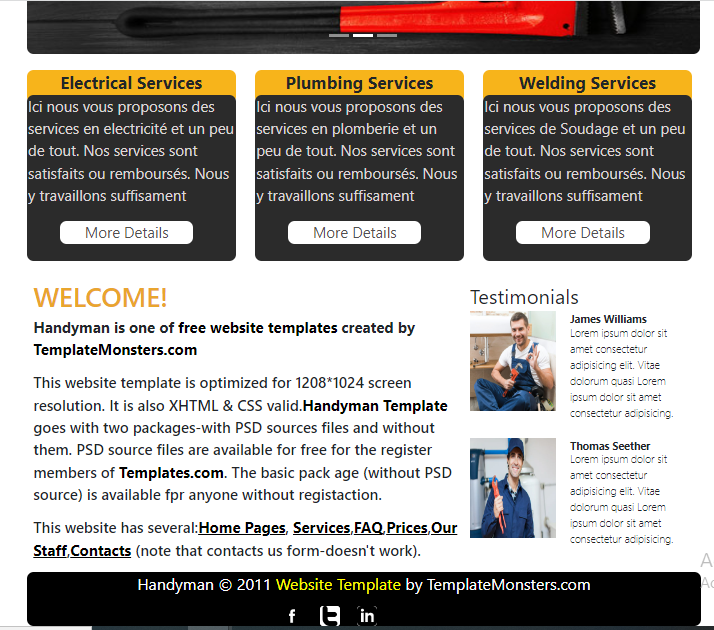 Electrical Services
Ici nous vous proposons des
services en electricité et un peu
de tout. Nos services sont
satisfaits ou remboursés. Nous
y travaillons suffisament
More Details
Plumbing Services
Ici nous vous proposons des
services en plomberie et un
peu de tout. Nos services sont
satisfaits ou remboursés. Nous
y travaillons suffisament
More Details
Welding Services
Ici nous vous proposons des
services de Soudage et un peu
de tout. Nos services sont
satisfaits ou remboursés. Nous
y travaillons suffisament
More Details
WELCOME!
Handyman is one of free website templates created by
TemplateMonsters.com
This website template is optimized for 1208*1024 screen
resolution. It is also XHTML & CSS valid.Handyman Template
goes with two packages-with PSD sources files and without
them. PSD source files are available for free for the register
members of Templates.com. The basic pack age (without PSD
source) is available fpr anyone without registaction.
This website has several:Home Pages, Services,FAQ,Prices,Our
Staff,Contacts (note that contacts us form-doesn't work).
Testimonials
James Williams
Lorem ipsum dolor sit
amet consectetur
adipisicing elit. Vitae
dolorum quasi Lorem
ipsum dolor sit amet
consectetur adipisicing.
Thomas Seether
Lorem ipsum dolor sit
amet consectetur
adipisicing elit. Vitae
dolorum quasi Lorem
ipsum dolor sit amet
consectetur adipisicing.
Handyman © 2011 Website Template by TemplateMonsters.com
f t in